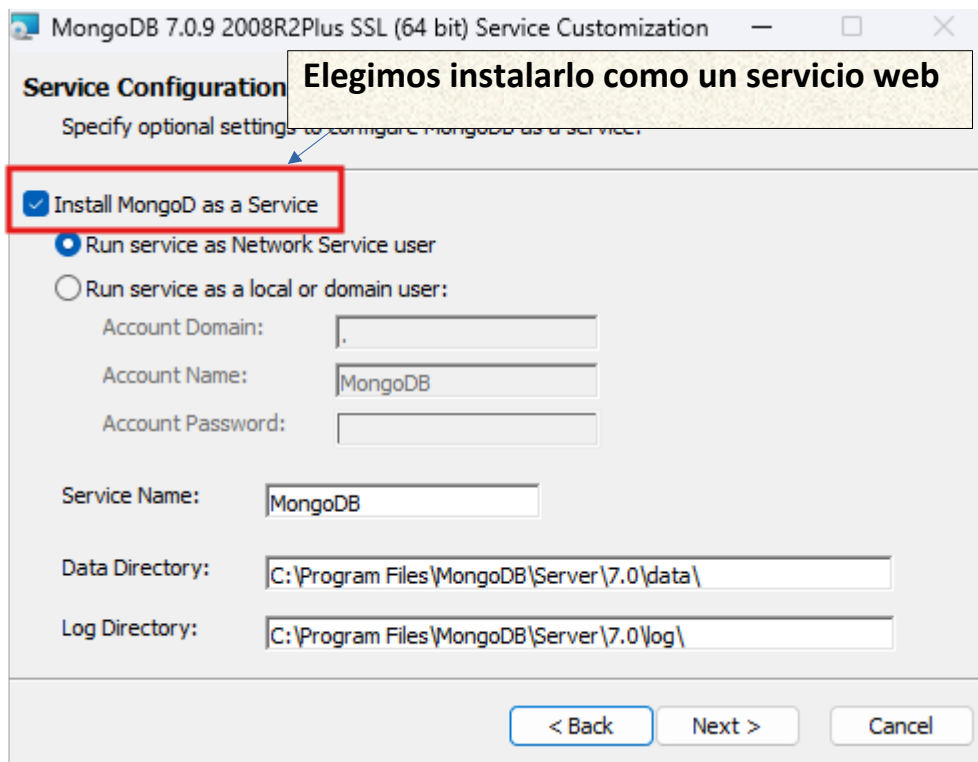 MongoDB 7.0.9 2008R2Plus SSL (64 bit) Service Customization
Elegimos instalarlo como un servicio web
Service Configuration
Specify optional settings to configure MongoDB as a service.
Install MongoD as a Service
Run service as Network Service user
Run service as a local or domain user:
Account Domain:
.
Account Name:
MongoDB
Account Password:
Service Name:
MongoDB
Data Directory:
C:\Program Files\MongoDB\Server\7.0\data\
Log Directory:
C:\Program Files\MongoDB\Server\7.0\log\
< Back
Next >
Cancel